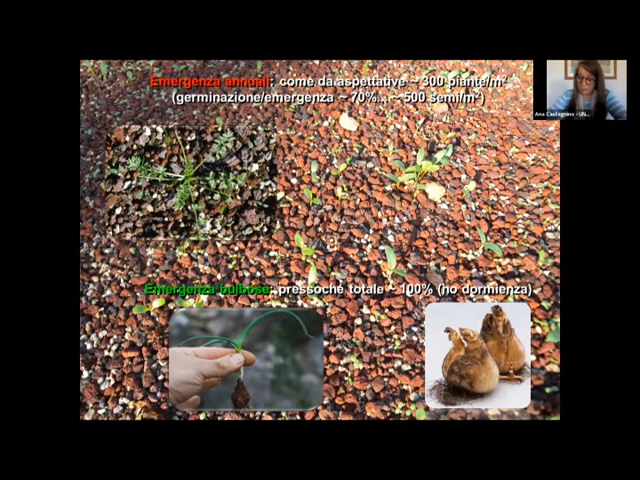 Emergenza annuali: come da aspettative ~ 300 piante/m²
(germinazione/emergenza ~ 70%... ~ 500 semi/m²)
Emergenza bulbose: pressoché totale ~ 100% (no dormienza)
Ana Castagnino - UN...